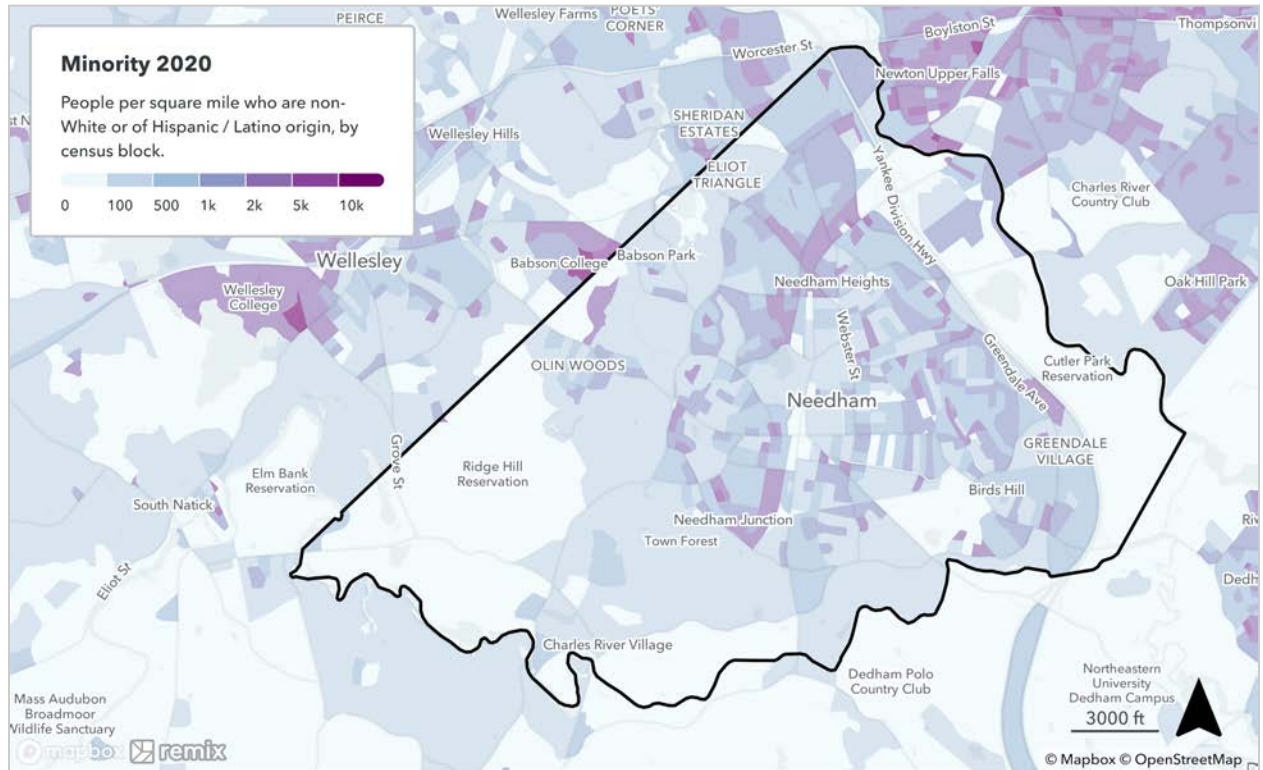 PEIRCE
Wellesley Farms
POETS'
CORNER
Boylston St
Thompsonvi
Worcester St
Minority 2020
People per square mile who are non-
White or of Hispanic / Latino origin, by
census block.
0 100 500 1k 2k 5k 10k
Newton Upper Falls
SHERIDAN
ESTATES
Wellesley Hills
ELIOT
TRIANGLE
Yankee Division Hwy
Charles River
Country Club
Wellesley
Babson College
Babson Park
Wellesley
College
Needham Heights
Oak Hill Park
Webster St
Greendale Ave
OLIN WOODS
Cutler Park
Reservation
Needham
Grove St
GREENDALE
VILLAGE
Elm Bank
Reservation
Ridge Hill
Reservation
Birds Hill
South Natick
Needham Junction
Town Forest
Eliot St
Dedh
Charles River Village
Dedham Polo
Country Club
Northeastern
University
Dedham Campus
3000 ft
Mass Audubon
Broadmoor
Wildlife Sanctuary
mapbox remix
© Mapbox © OpenStreetMap